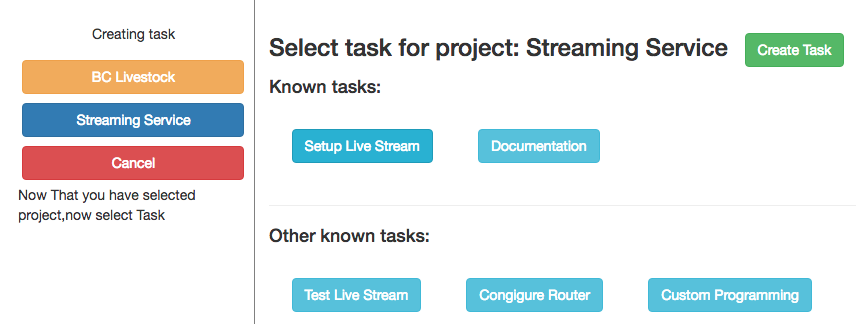 Creating task
BC Livestock
Streaming Service
Cancel
Now That you have selected
project,now select Task
Select task for project: Streaming Service
Create Task
Known tasks:
Setup Live Stream
Documentation
Other known tasks:
Test Live Stream
Congigure Router
Custom Programming